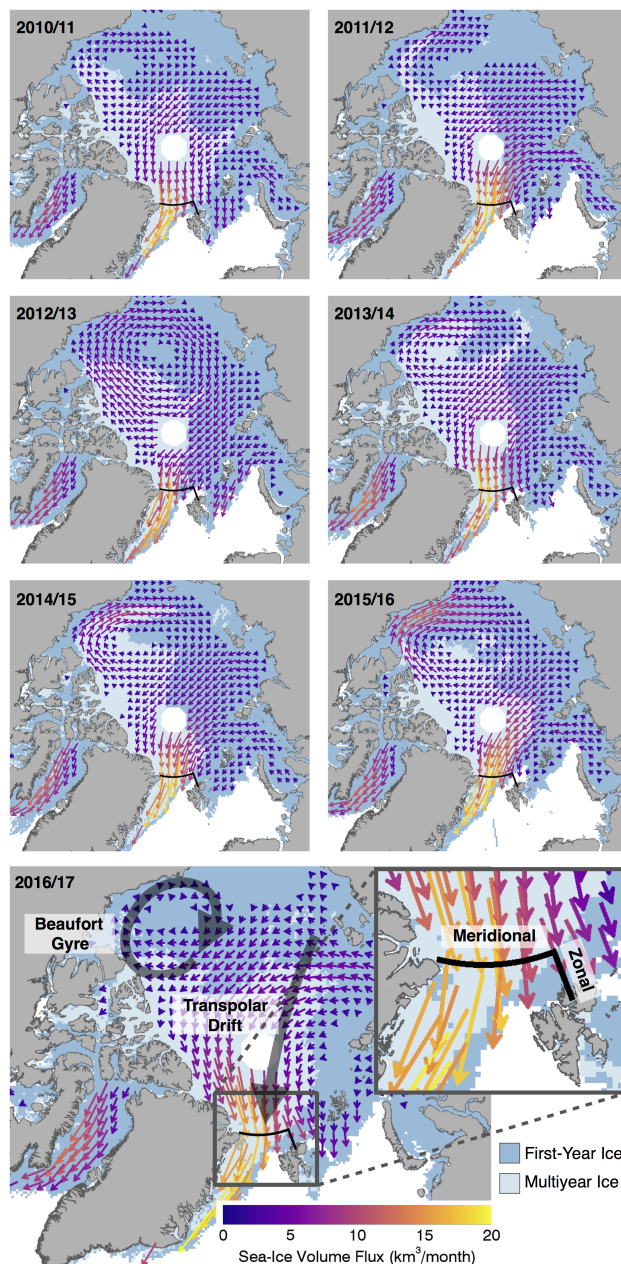 2010/11
2011/12
2012/13
2013/14
2014/15
2015/16
2016/17
Beaufort
Gyre
Transpolar
Drift
Meridional
Zonal
First-Year Ice
Multiyear Ice
0 5 10 15 20
Sea-Ice Volume Flux (km³/month)